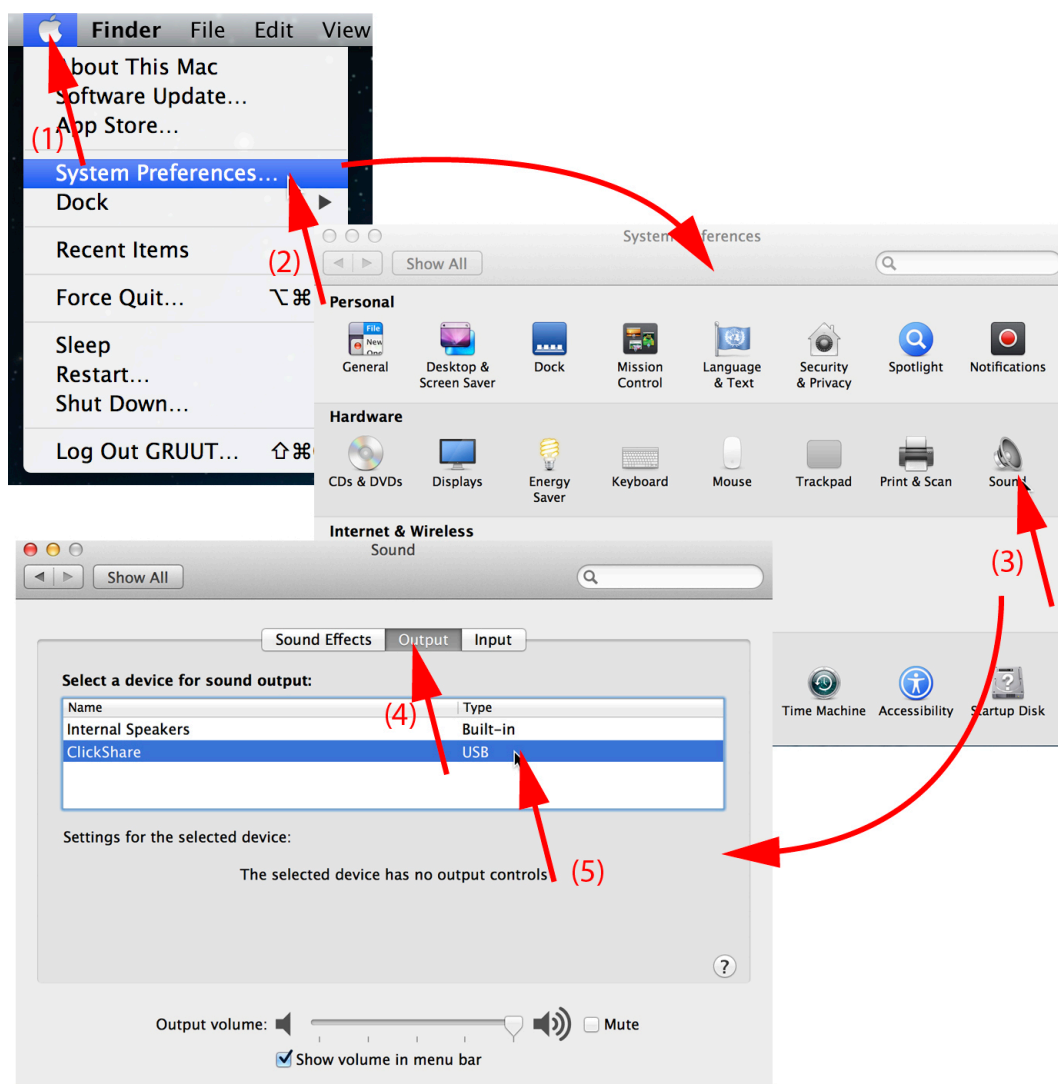 Finder File Edit View
About This Mac
Software Update...
App Store...
(1)
System Preferences...
Dock
Recent Items
(2)
Force Quit... ⌥⌘
Sleep
Restart...
Shut Down...
Log Out GRUUT... ⇧⌘
System Preferences
Show All
Personal
File
New
One
General
Desktop &
Screen Saver
Dock
Mission
Control
Language
& Text
Security
& Privacy
Spotlight
Notifications
Hardware
CDs & DVDs
Displays
Energy
Saver
Keyboard
Mouse
Trackpad
Print & Scan
Sound
Internet & Wireless
(3)
Time Machine
Accessibility
Startup Disk
Sound
Show All
Sound Effects Output Input
Select a device for sound output:
Name Type
(4)
Internal Speakers Built-in
ClickShare USB
Settings for the selected device:
The selected device has no output controls
(5)
?
Output volume: Mute
Show volume in menu bar